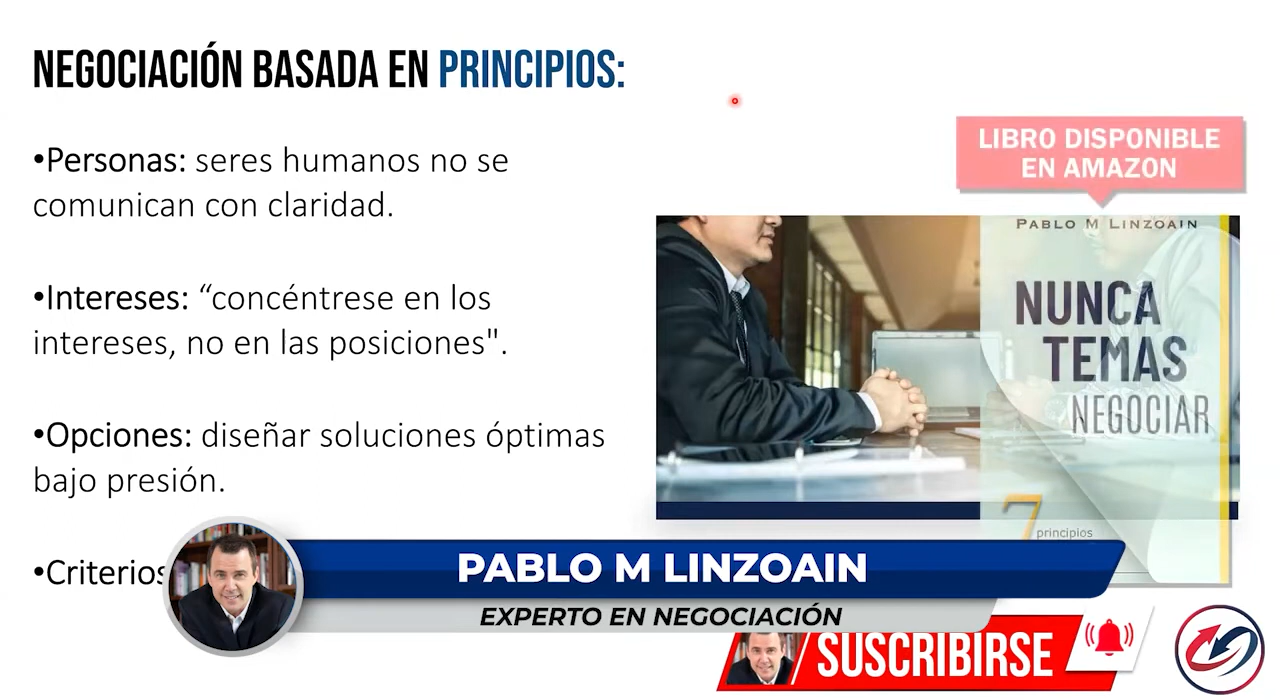 NEGOCIACIÓN BASADA EN PRINCIPIOS:
•Personas: seres humanos no se
comunican con claridad.
•Intereses: “concéntrese en los
intereses, no en las posiciones".
•Opciones: diseñar soluciones óptimas
bajo presión.
•Criterios
LIBRO DISPONIBLE
EN AMAZON
PABLO M LINZOAIN
NUNCA
TEMAS
NEGOCIAR
7
principios
PABLO M LINZOAIN
EXPERTO EN NEGOCIACIÓN
SUSCRIBIRSE